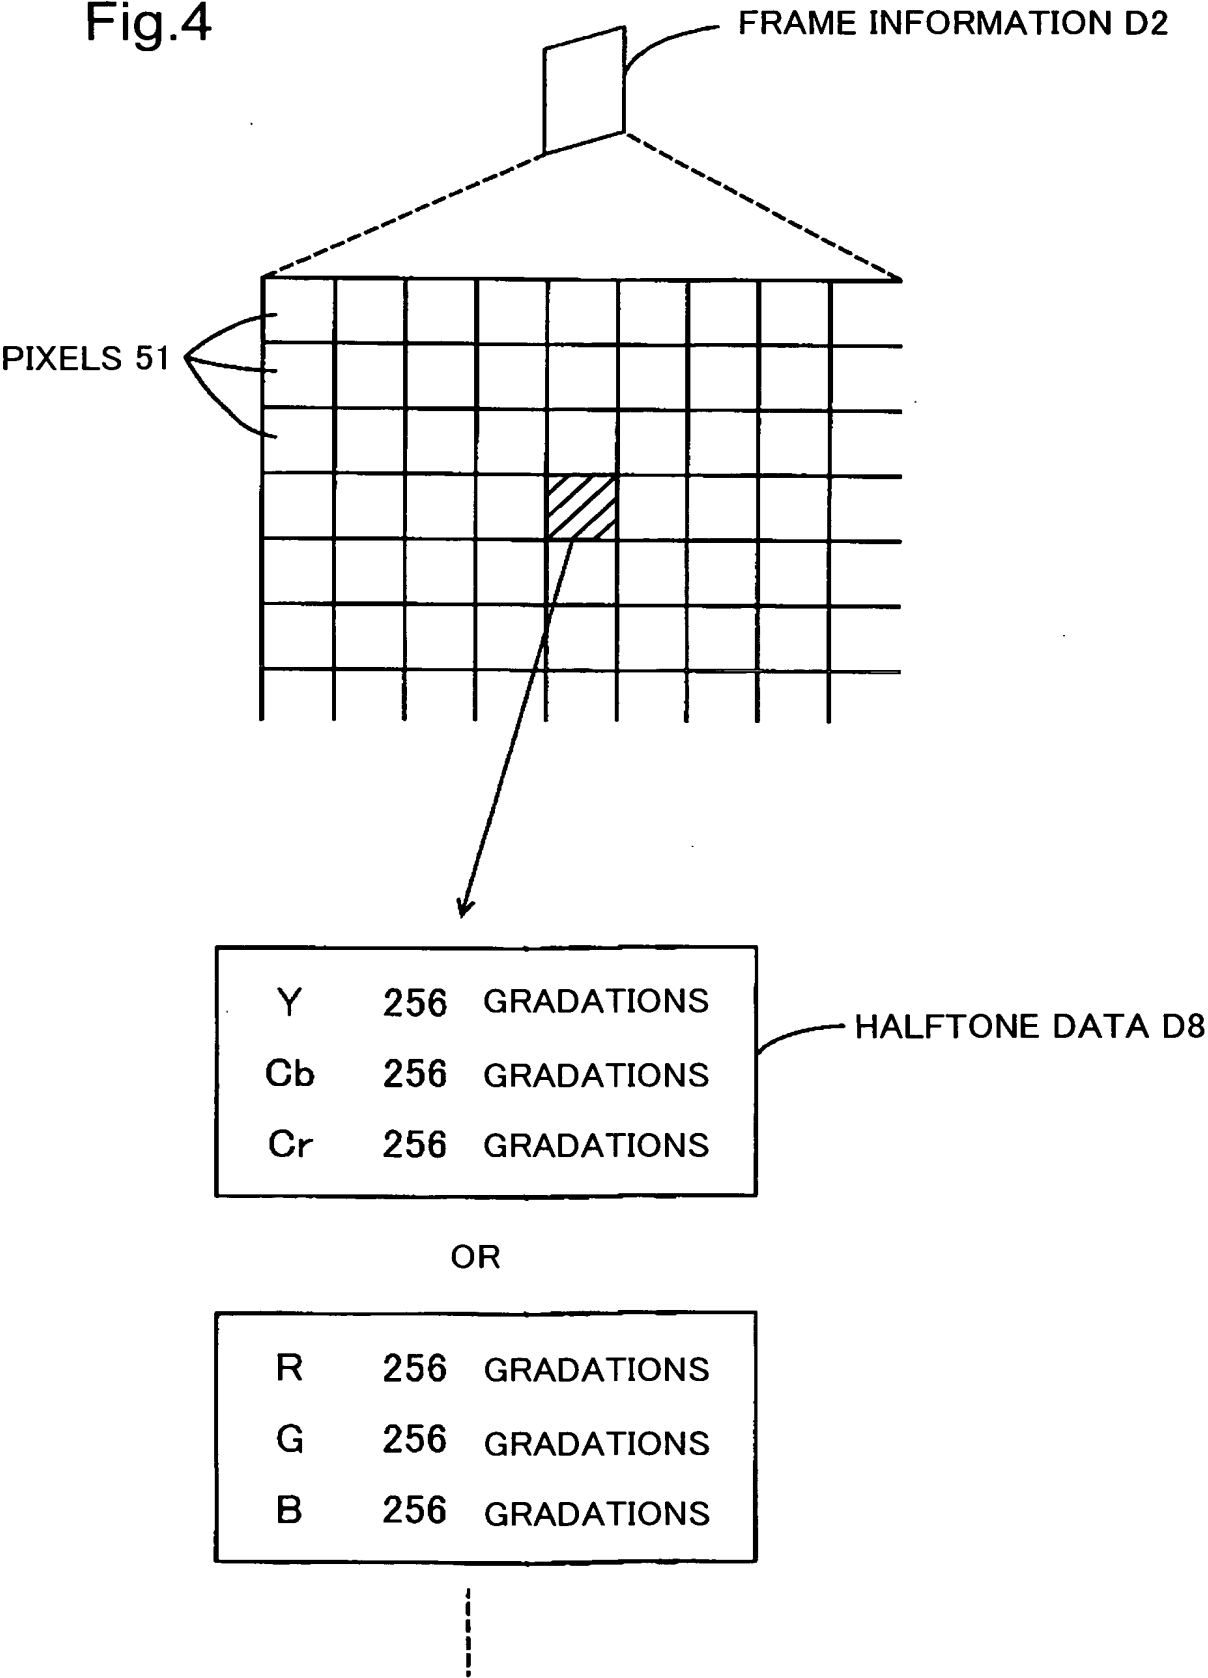 Fig.4
FRAME INFORMATION D2
PIXELS 51
Y 256 GRADATIONS
Cb 256 GRADATIONS
Cr 256 GRADATIONS
HALFTONE DATA D8
OR
R 256 GRADATIONS
G 256 GRADATIONS
B 256 GRADATIONS